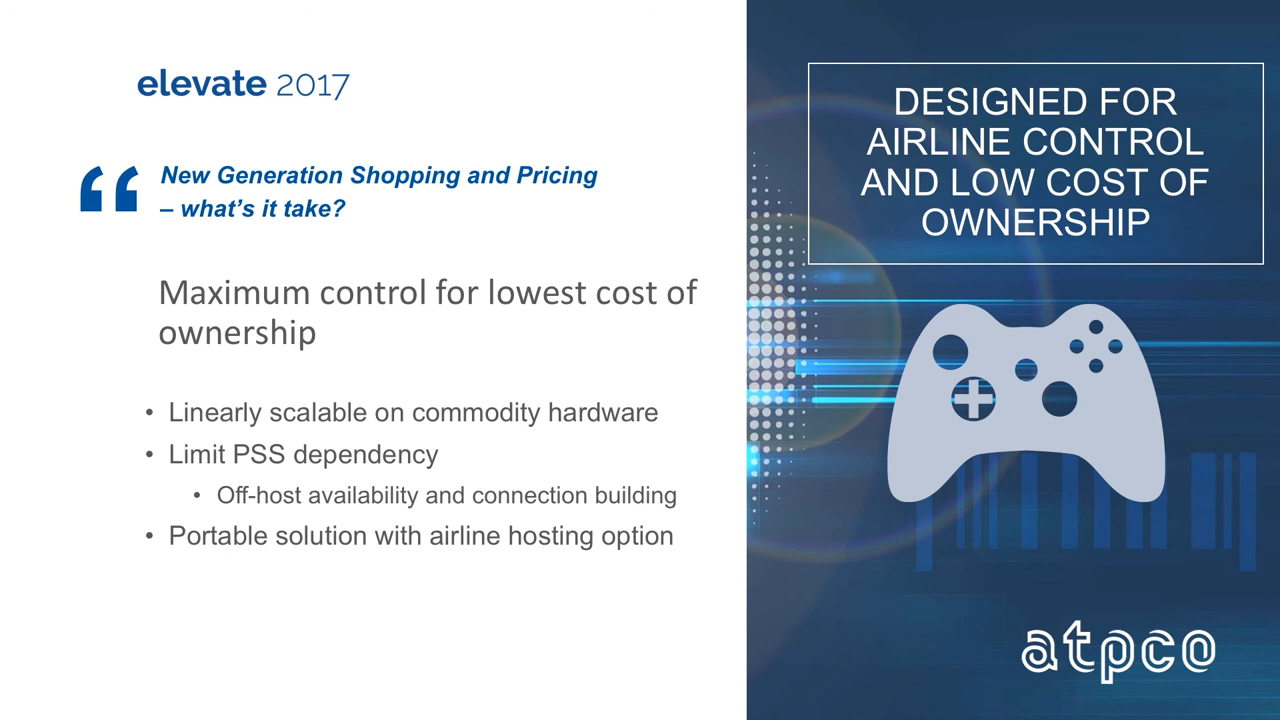 elevate 2017
New Generation Shopping and Pricing
– what's it take?
Maximum control for lowest cost of
ownership
• Linearly scalable on commodity hardware
• Limit PSS dependency
• Off-host availability and connection building
• Portable solution with airline hosting option
DESIGNED FOR
AIRLINE CONTROL
AND LOW COST OF
OWNERSHIP
atpco